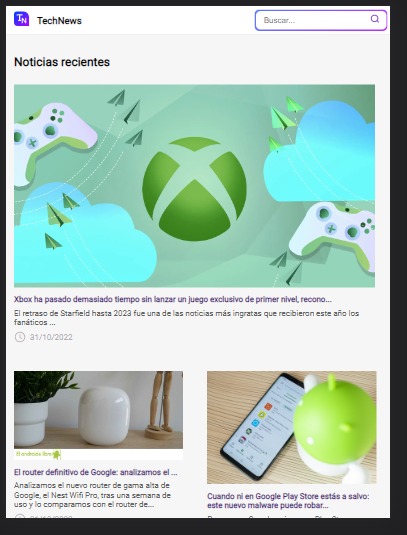 TN TechNews
Buscar...
Noticias recientes
Xbox ha pasado demasiado tiempo sin lanzar un juego exclusivo de primer nivel, recono...
El retraso de Starfield hasta 2023 fue una de las noticias más ingratas que recibieron este año los
fanáticos ...
31/10/2022
El androide libre
El router definitivo de Google: analizamos el ...
Analizamos el nuevo router de gama alta de
Google, el Nest Wifi Pro, tras una semana de
uso y lo comparamos con el router de...
Cuando ni en Google Play Store estás a salvo:
este nuevo malware puede robar...